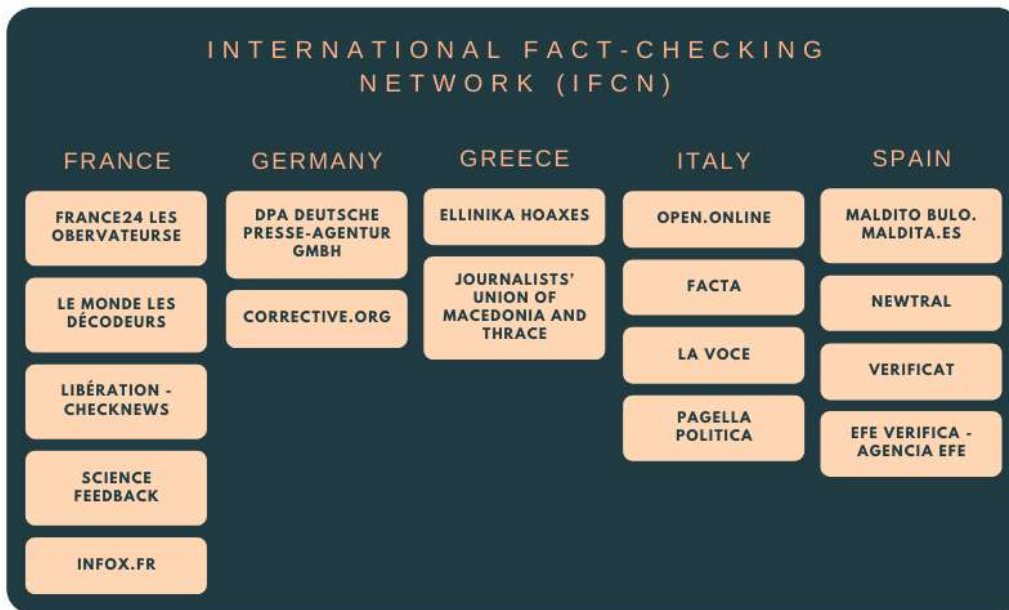 INTERNATIONAL FACT-CHECKING
NETWORK (IFCN)
FRANCE
FRANCE24 LES
OBERVATEURSE
LE MONDE LES
DÉCODEURS
LIBÉRATION -
CHECKNEWS
SCIENCE
FEEDBACK
INFOX.FR
GERMANY
DPA DEUTSCHE
PRESSE-AGENTUR
GMBH
CORRECTIVE.ORG
GREECE
ELLINIKA HOAXES
JOURNALISTS'
UNION OF
MACEDONIA AND
THRACE
ITALY
OPEN.ONLINE
FACTA
LA VOCE
PAGELLA
POLITICA
SPAIN
MALDITO BULO.
MALDITA.ES
NEWTRAL
VERIFICAT
EFE VERIFICA -
AGENCIA EFE